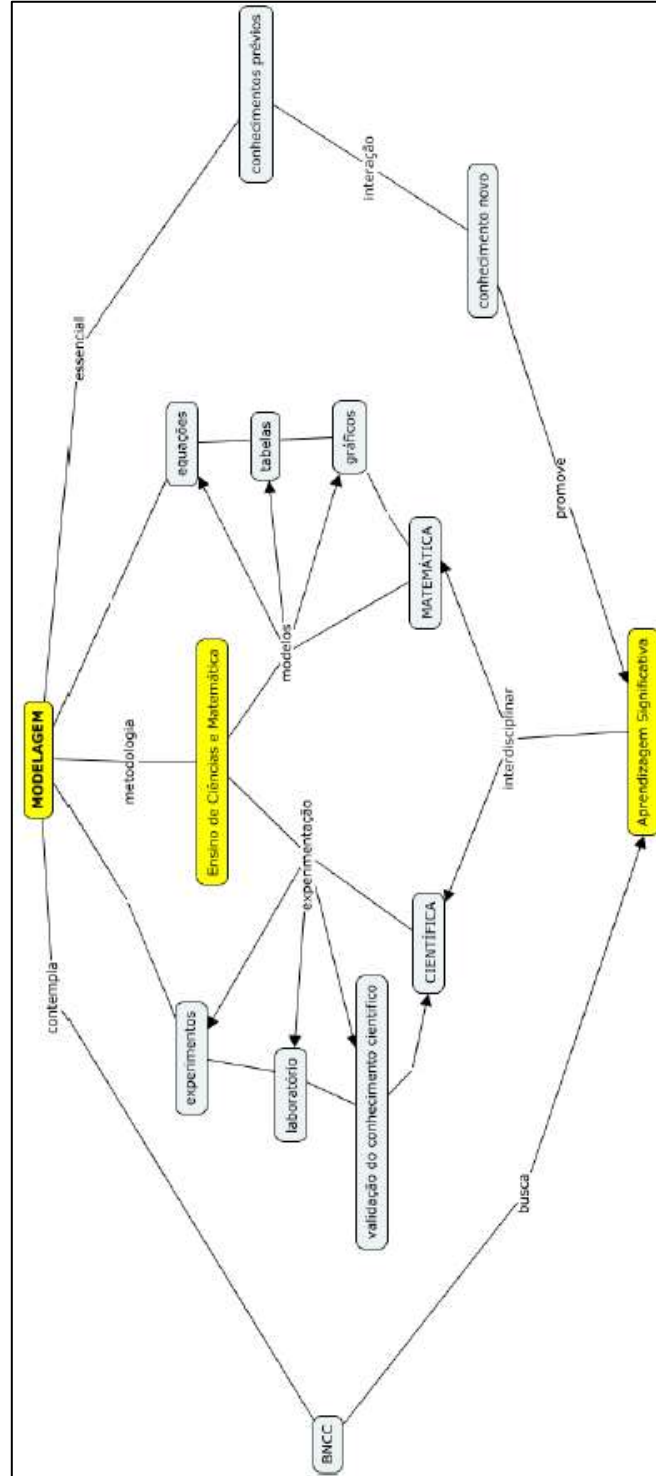 MODELAGEM
contempla
essencial
metodologia
experimentos
equações
Ensino de Ciências e Matemática
conhecimentos prévios
tabelas
modelos
laboratório
experimentação
BNCC
gráficos
interação
validação do conhecimento científico
CIENTÍFICA
MATEMÁTICA
conhecimento novo
interdisciplinar
busca
promove
Aprendizagem Significativa